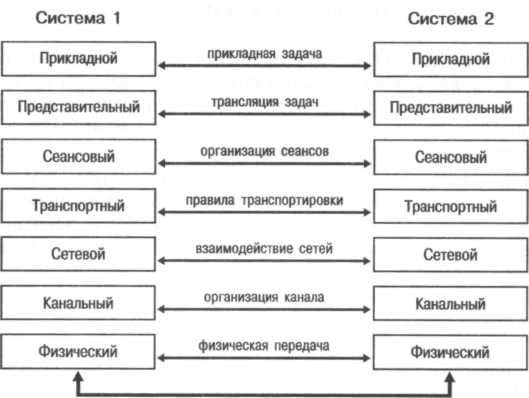 Система 1 Система 2
Прикладной прикладная задача Прикладной
Представительный трансляция задач Представительный
Сеансовый организация сеансов Сеансовый
Транспортный правила транспортировки Транспортный
Сетевой взаимодействие сетей Сетевой
Канальный организация канала Канальный
Физический физическая передача Физический